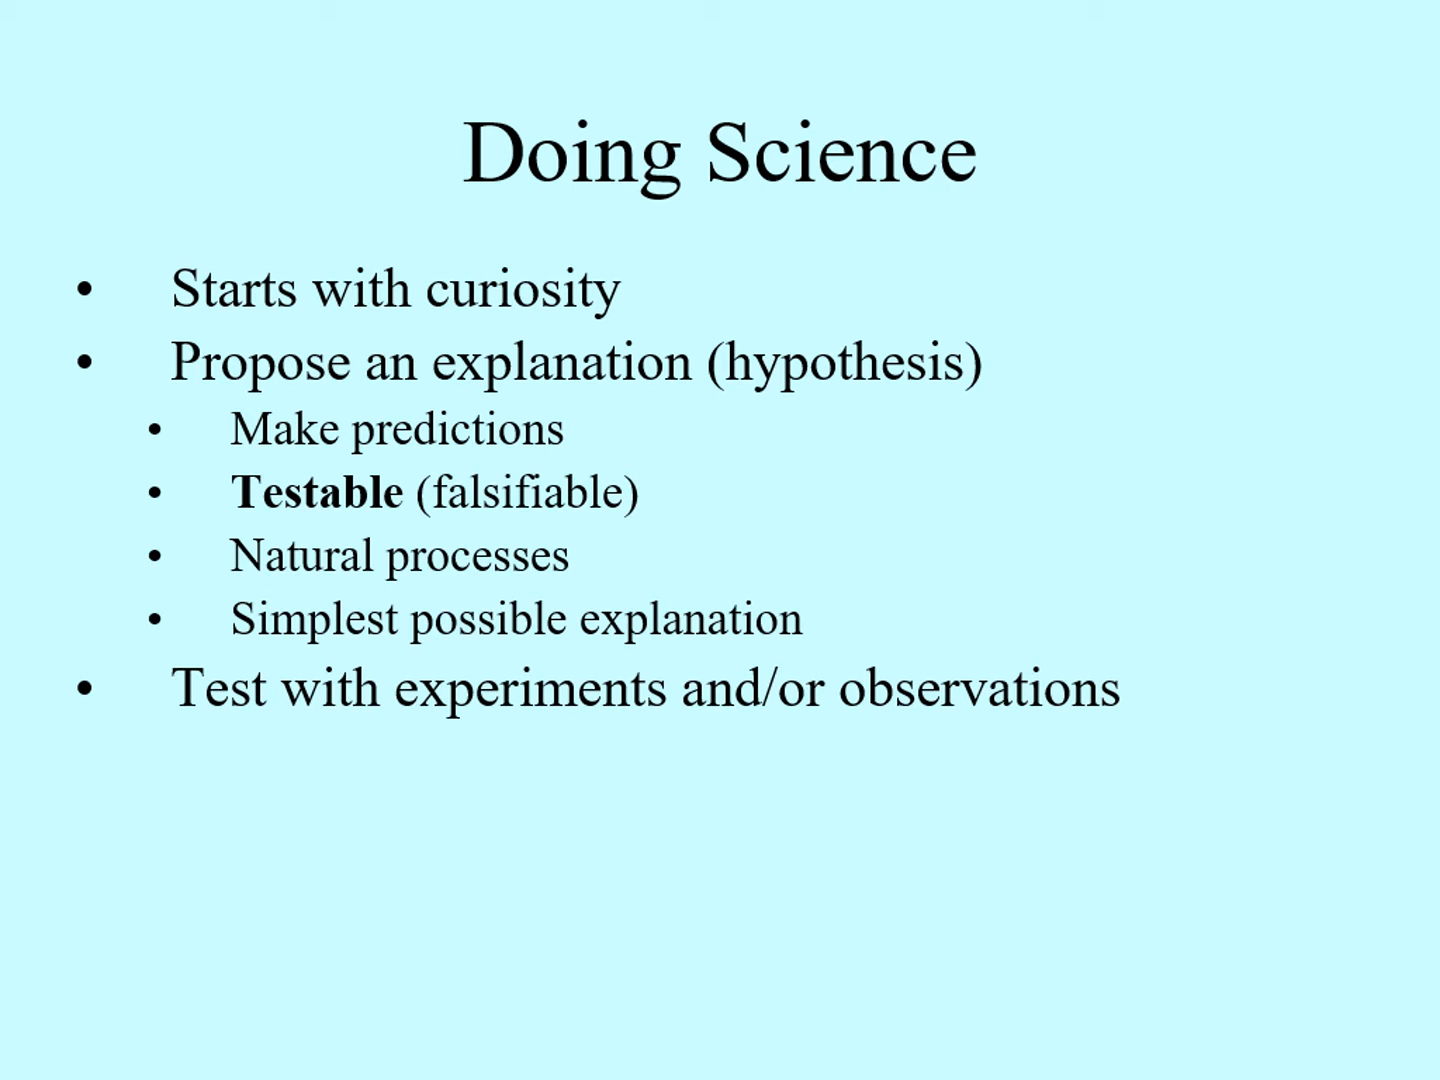 Doing Science
• Starts with curiosity
• Propose an explanation (hypothesis)
• Make predictions
• Testable (falsifiable)
• Natural processes
• Simplest possible explanation
• Test with experiments and/or observations